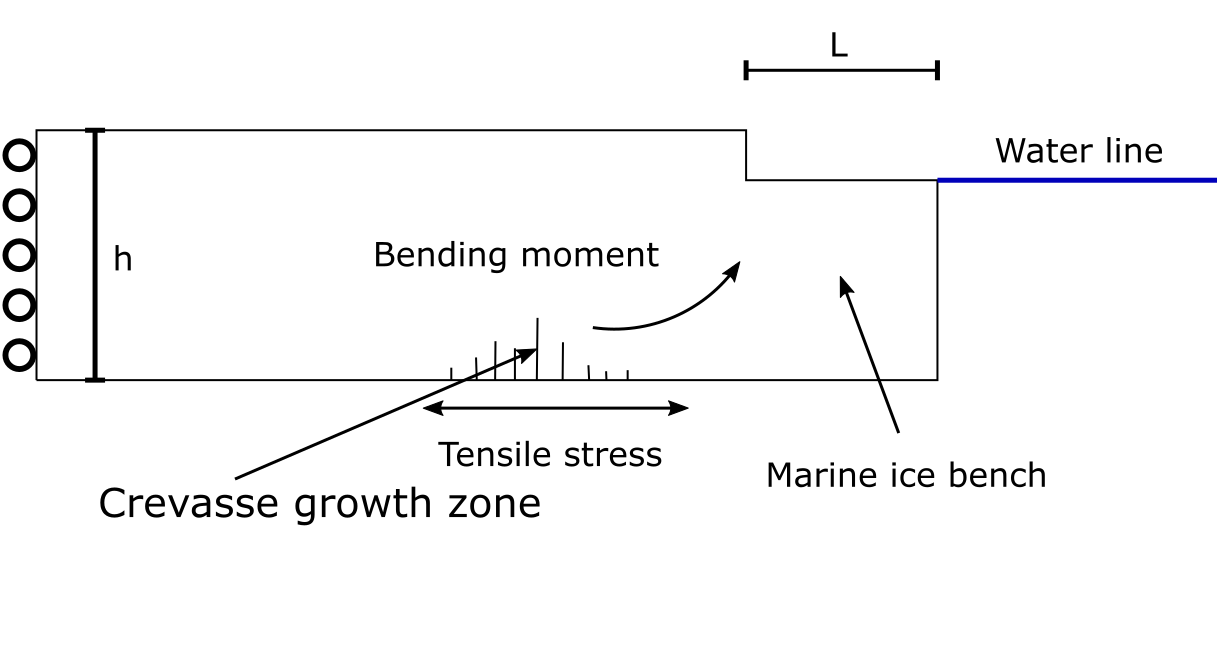 L
Water line
h
Bending moment
Tensile stress
Marine ice bench
Crevasse growth zone